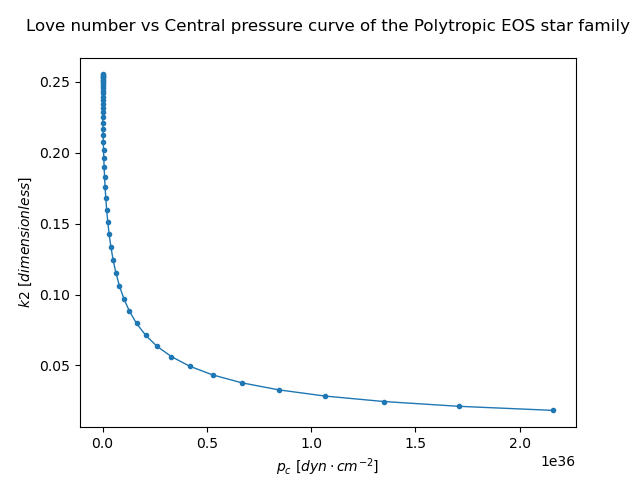 Love number vs Central pressure curve of the Polytropic EOS star family
0.25
0.20
0.15
0.10
0.05
k2 [dimensionless]
0.0 0.5 1.0 1.5 2.0
1e36
p_c [dyn · cm^{-2}]